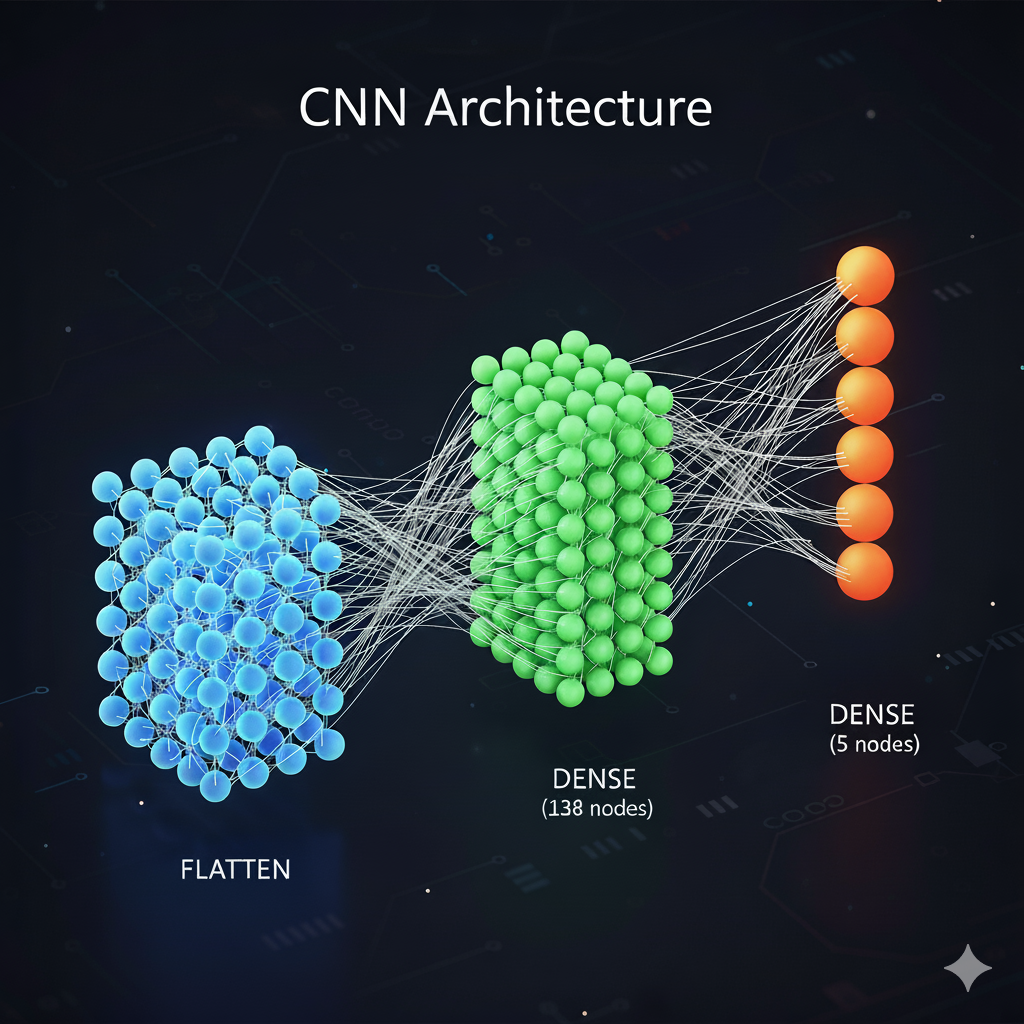 CNN Architecture
FLATTEN
DENSE
(138 nodes)
DENSE
(5 nodes)